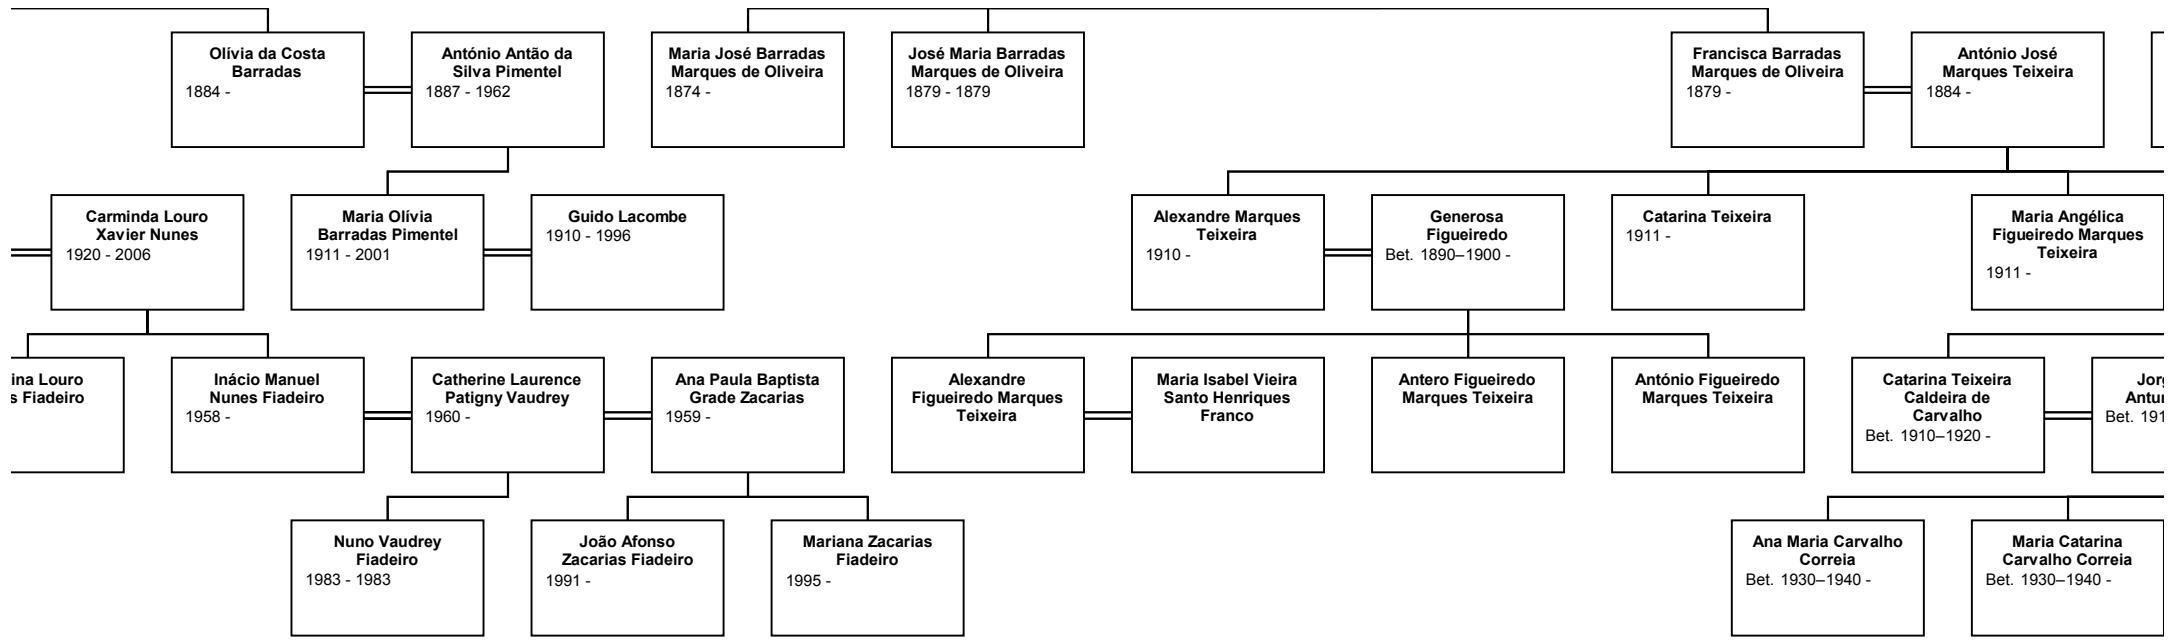 Olívia da Costa
Barradas
1884 -
António Antão da
Silva Pimentel
1887 - 1962
Maria José Barradas
Marques de Oliveira
1874 -
José Maria Barradas
Marques de Oliveira
1879 - 1879
Francisca Barradas
Marques de Oliveira
1879 -
António José
Marques Teixeira
1884 -
Carminda Louro
Xavier Nunes
1920 - 2006
Maria Olívia
Barradas Pimentel
1911 - 2001
Guido Lacombe
1910 - 1996
Alexandre Marques
Teixeira
1910 -
Generosa
Figueiredo
Bet. 1890–1900 -
Catarina Teixeira
1911 -
Maria Angélica
Figueiredo Marques
Teixeira
1911 -
ina Louro
s Fiadeiro
Inácio Manuel
Nunes Fiadeiro
1958 -
Catherine Laurence
Patigny Vaudrey
1960 -
Ana Paula Baptista
Grade Zacarias
1959 -
Alexandre
Figueiredo Marques
Teixeira
Maria Isabel Vieira
Santo Henriques
Franco
Antero Figueiredo
Marques Teixeira
António Figueiredo
Marques Teixeira
Catarina Teixeira
Caldeira de
Carvalho
Bet. 1910–1920 -
Jor
Antu
Bet. 191
Nuno Vaudrey
Fiadeiro
1983 - 1983
João Afonso
Zacarias Fiadeiro
1991 -
Mariana Zacarias
Fiadeiro
1995 -
Ana Maria Carvalho
Correia
Bet. 1930–1940 -
Maria Catarina
Carvalho Correia
Bet. 1930–1940 -